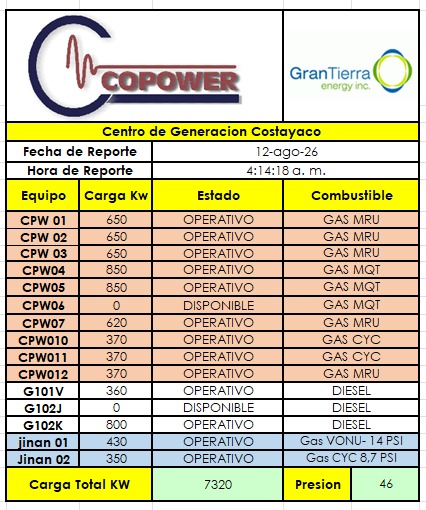 COPOWER
GranTierra
energy inc.
Centro de Generacion Costayaco
Fecha de Reporte 12-ago-26
Hora de Reporte 4:14:18 a. m.
Equipo Carga Kw Estado Combustible
CPW 01 650 OPERATIVO GAS MRU
CPW 02 650 OPERATIVO GAS MRU
CPW 03 650 OPERATIVO GAS MRU
CPW04 850 OPERATIVO GAS MQT
CPW05 850 OPERATIVO GAS MQT
CPW06 0 DISPONIBLE GAS MQT
CPW07 620 OPERATIVO GAS MRU
CPW010 370 OPERATIVO GAS CYC
CPW011 370 OPERATIVO GAS CYC
CPW012 370 OPERATIVO GAS MRU
G101V 360 OPERATIVO DIESEL
G102J 0 DISPONIBLE DIESEL
G102K 800 OPERATIVO DIESEL
jinan 01 430 OPERATIVO Gas VONU- 14 PSI
Jinan 02 350 OPERATIVO Gas CYC 8,7 PSI
Carga Total KW 7320 Presion 46